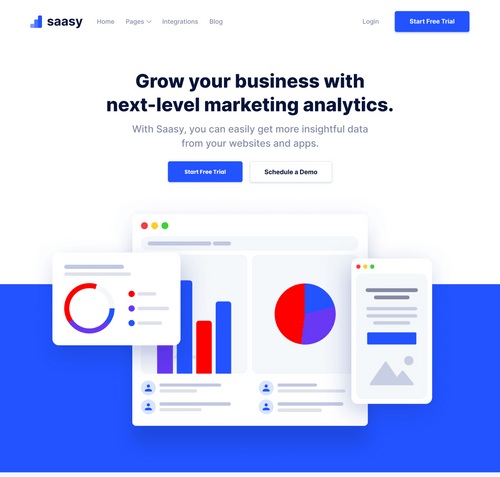 saasy Home Pages Integrations Blog Login Start Free Trial
Grow your business with
next-level marketing analytics.
With Saasy, you can easily get more insightful data
from your websites and apps.
Start Free Trial Schedule a Demo